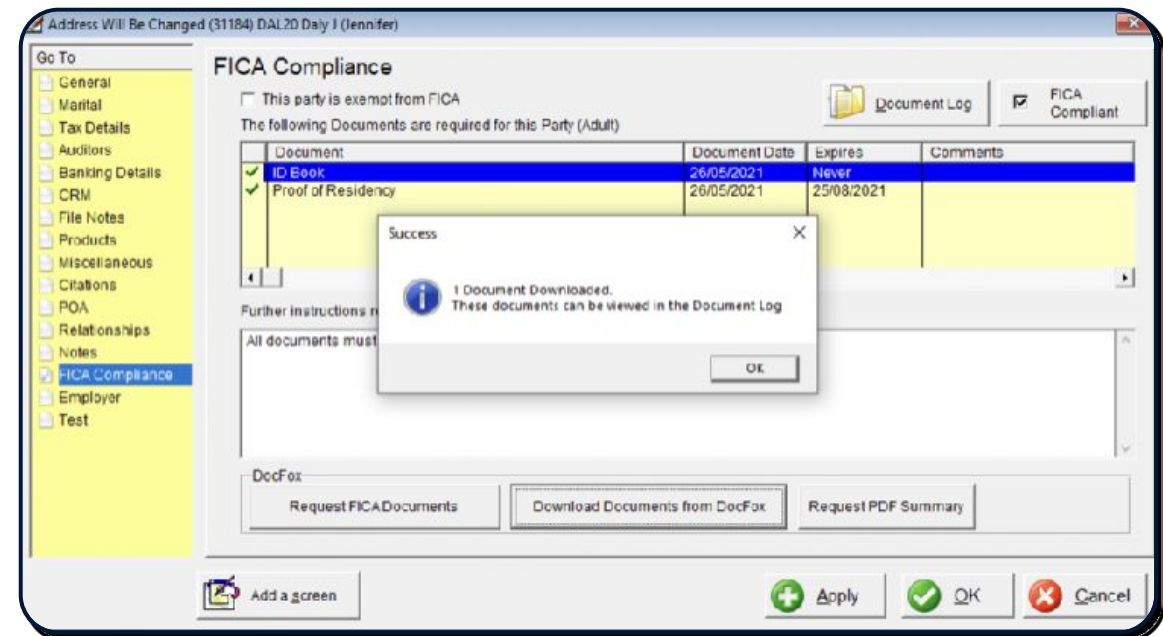 Address Will Be Changed (31184) DAL20 Daly J (Jennifer)
Go To
General
Marital
Tax Details
Auditors
Banking Details
CRM
File Notes
Products
Miscellaneous
Citations
POA
Relationships
Notes
FICA Compliance
Employer
Test
FICA Compliance
This party is exempt from FICA
Document Log
FICA
Compliant
The following Documents are required for this Party (Adult)
Document Document Date Expires Comments
ID Book 26/05/2021 Never
Proof of Residency 26/05/2021 25/08/2021
Success
1 Document Downloaded.
These documents can be viewed in the Document Log
OK
Further instructions
All documents must
DocFox
Request FICA Documents
Download Documents from DocFox
Request PDF Summary
Add a screen
Apply
OK
Cancel